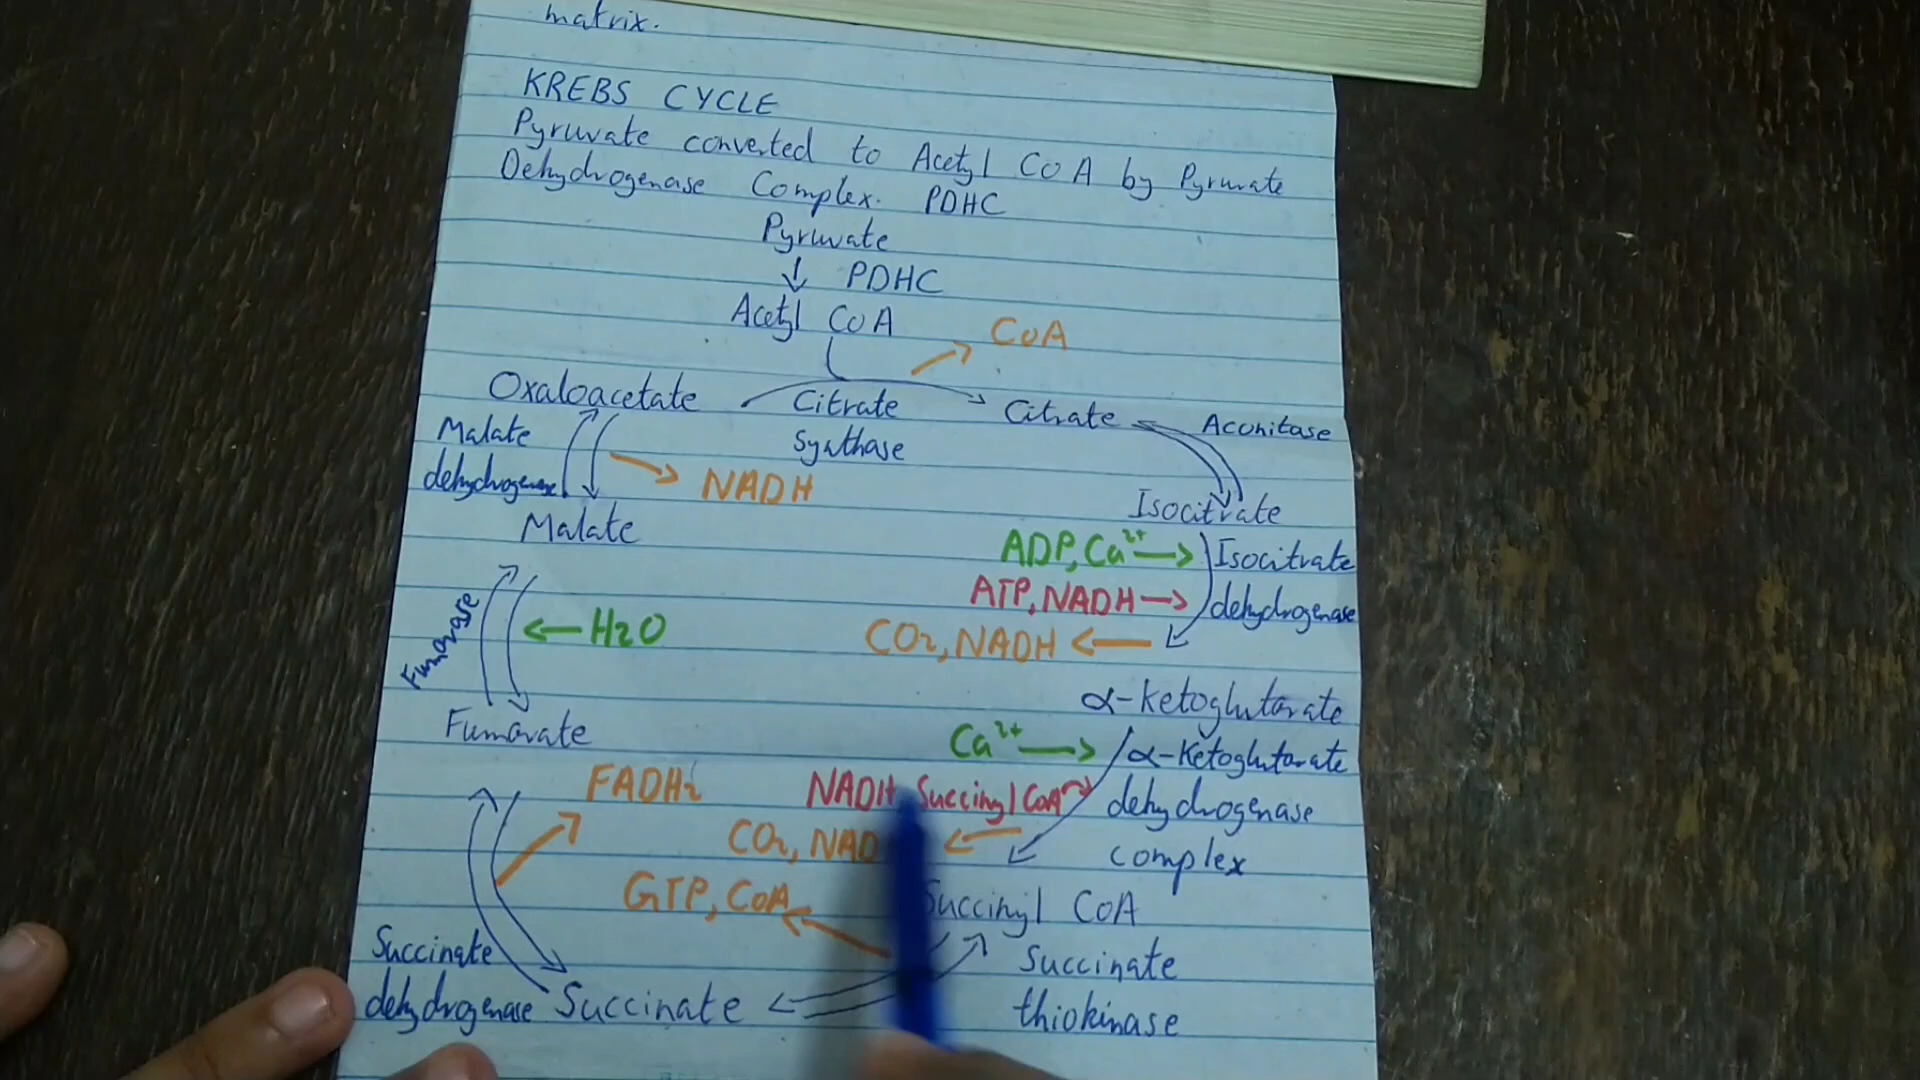 matrix.
KREBS CYCLE
Pyruvate converted to Acetyl CoA by Pyruvate
Dehydrogenase Complex. PDHC
Pyruvate
↓ PDHC
Acetyl CoA
CoA
Oxaloacetate
Citrate
Synthase
Citrate
Aconitase
Malate
dehydrogenase
NADH
Isocitrate
Malate
ADP, Ca²⁺ →
Isocitrate
ATP, NADH →
dehydrogenase
Fumarase
← H2O
CO2, NADH ←
α-Ketoglutarate
Fumarate
Ca²⁺ →
α-Ketoglutarate
FADH2
NADH Succinyl CoA
dehydrogenase
CO2,
complex
GTP, CoA
Succinyl CoA
Succinate
dehydrogenase
Succinate
Succinate
thiokinase